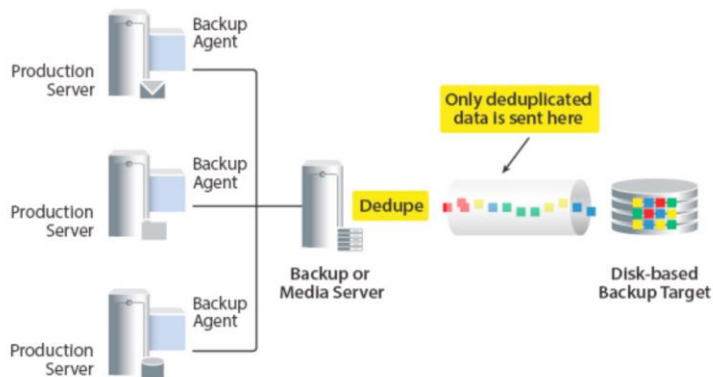 Backup
Agent
Production
Server
Only deduplicated
data is sent here
Backup
Agent
Production
Server
Dedupe
Backup or
Media Server
Disk-based
Backup Target
Backup
Agent
Production
Server